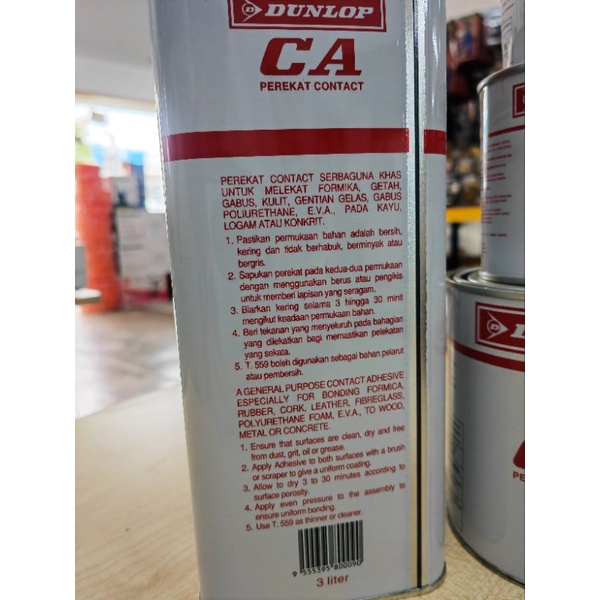 DUNLOP
CA
PEREKAT CONTACT
PEREKAT CONTACT SERBAGUNA KHAS
UNTUK MELEKAT FORMIKA, GETAH,
GABUS, KULIT, GENTIAN GELAS, GABUS
POLIURETHANE, E.V.A., PADA KAYU,
LOGAM ATAU KONKRIT.
1. Pastikan permukaan bahan adalah bersih,
kering dan tidak berhabuk, berminyak atau
bergris.
2. Sapukan perekat pada kedua-dua permukaan
dengan menggunakan berus atau pengikis
untuk memberi lapisan yang seragam.
3. Biarkan kering selama 3 hingga 30 minit
mengikut keadaan permukaan bahan.
4. Beri tekanan yang menyeluruh pada bahagian
yang dilekatkan bagi memastikan pelekatan
yang sekata.
5. T. 559 boleh digunakan sebagai bahan pelarut
atau pembersih.
A GENERAL PURPOSE CONTACT ADHESIVE
ESPECIALLY FOR BONDING FORMICA,
RUBBER, CORK, LEATHER, FIBREGLASS,
POLYURETHANE FOAM, E.V.A., TO WOOD,
METAL OR CONCRETE.
1. Ensure that surfaces are clean, dry and free
from dust, grit, oil or grease.
2. Apply Adhesive to both surfaces with a brush
or scraper to give a uniform coating.
3. Allow to dry 3 to 30 minutes according to
surface porosity.
4. Apply even pressure to the assembly to
ensure uniform bonding.
5. Use T. 559 as thinner or cleaner.
9 555395 800090
3 liter
DUNLOP
PEREKAT CO